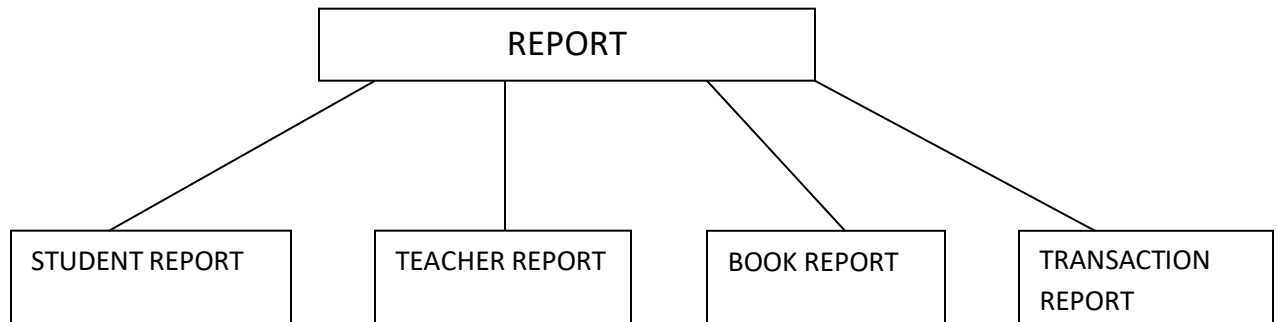 REPORT
STUDENT REPORT
TEACHER REPORT
BOOK REPORT
TRANSACTION
REPORT